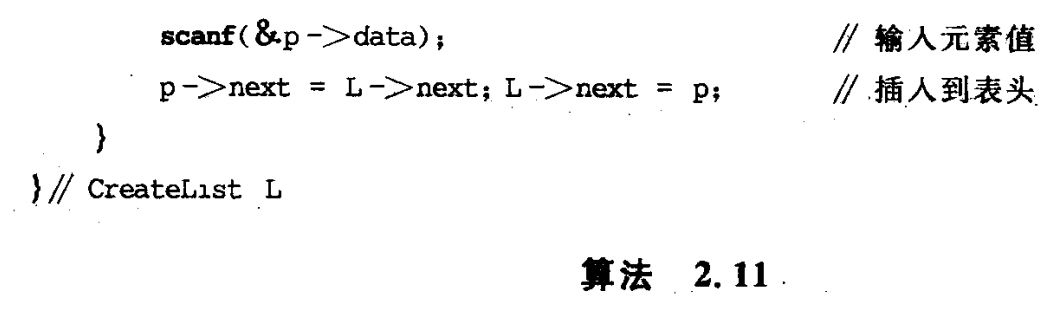 scanf(&p->data); // 输入元素值
p->next = L->next; L->next = p; // 插入到表头
}
}// CreateList L
算法 2.11